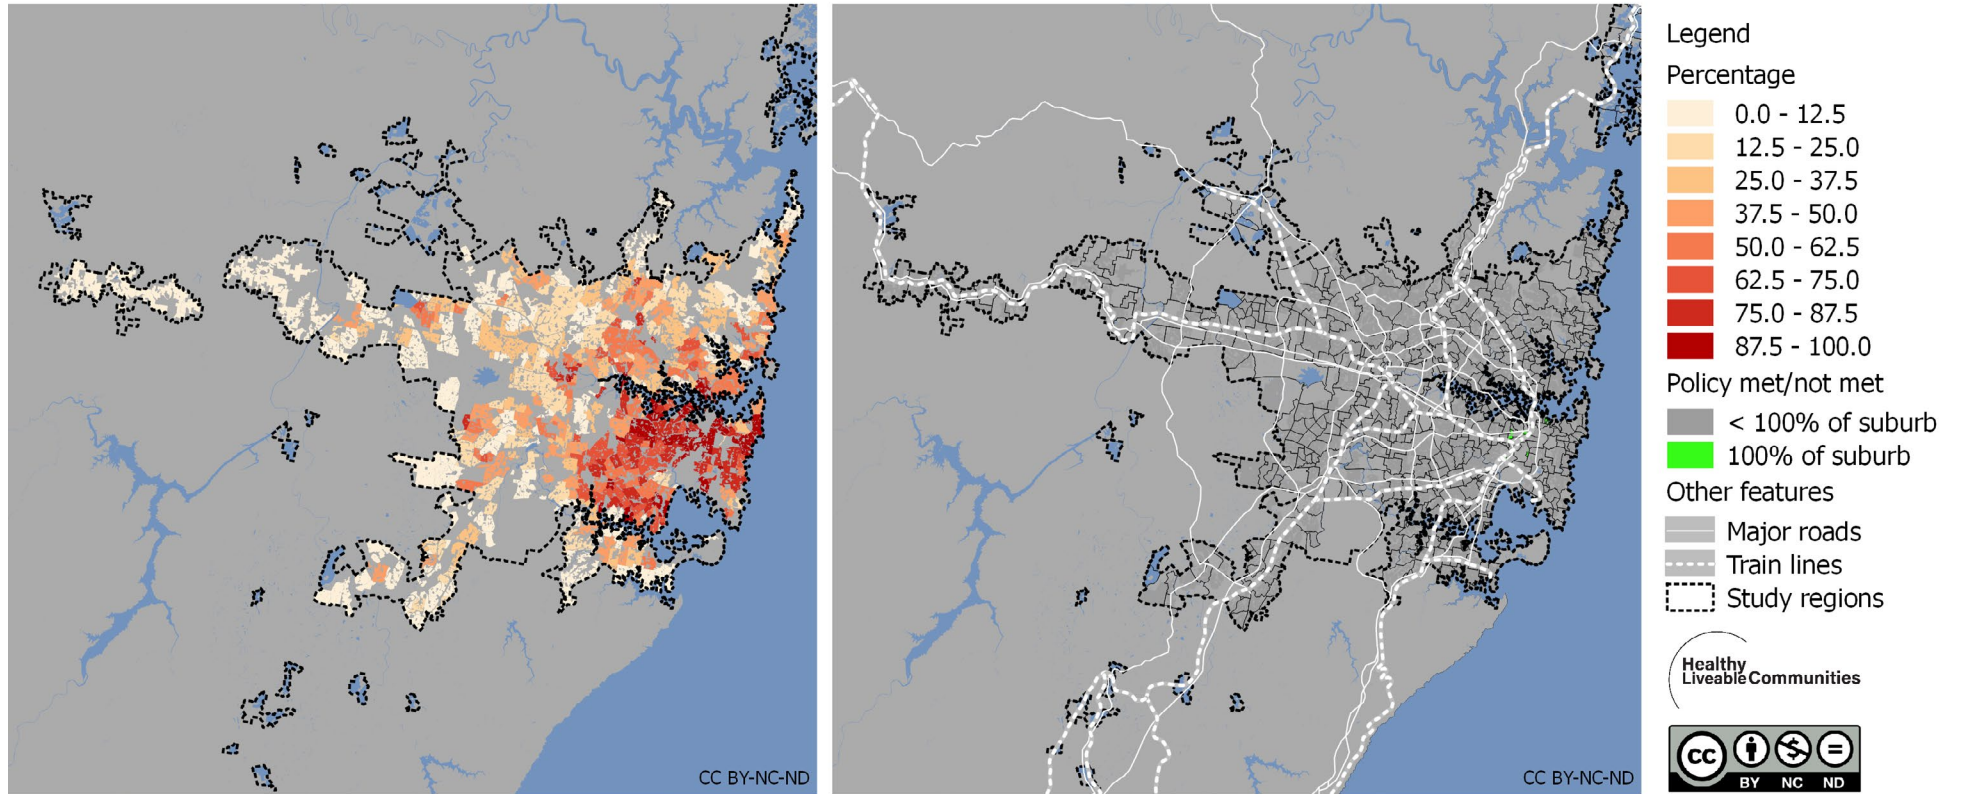 CC BY-NC-ND
CC BY-NC-ND
Legend
Percentage
0.0 - 12.5
12.5 - 25.0
25.0 - 37.5
37.5 - 50.0
50.0 - 62.5
62.5 - 75.0
75.0 - 87.5
87.5 - 100.0
Policy met/not met
< 100% of suburb
100% of suburb
Other features
Major roads
Train lines
Study regions
Healthy
Liveable Communities
cc
BY NC ND